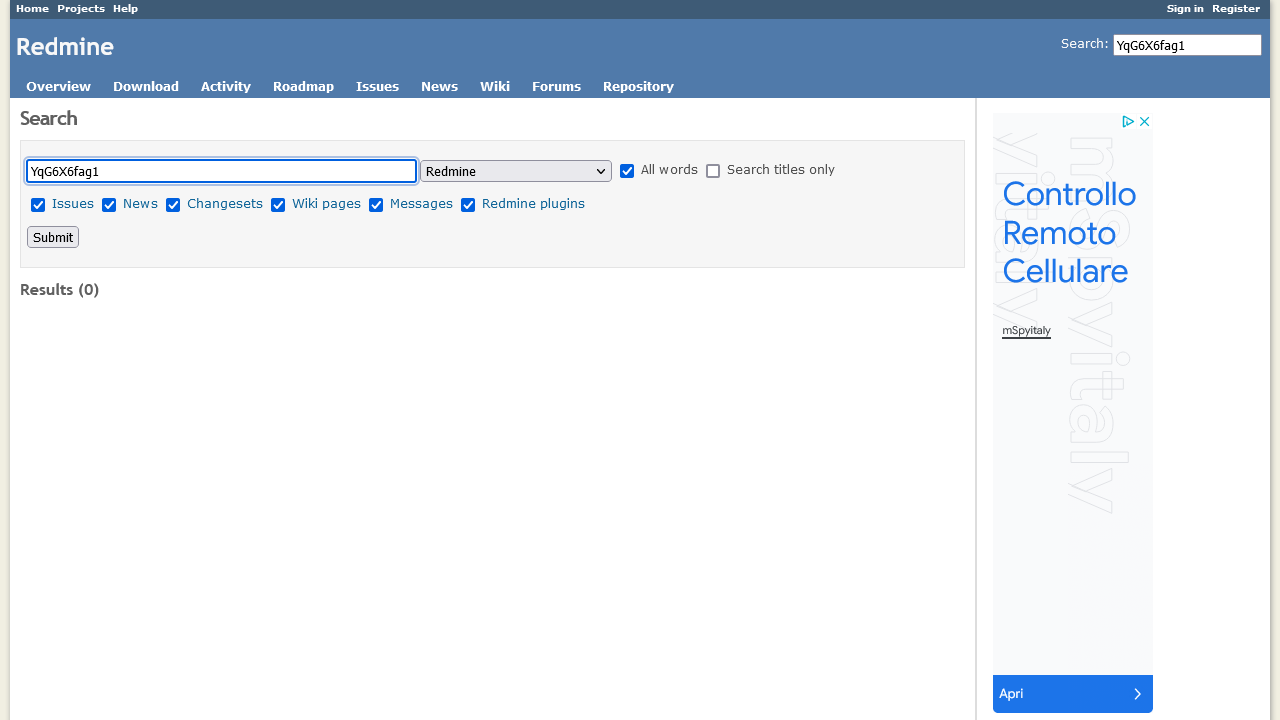 Home Projects Help Sign in Register
Redmine Search: YqG6X6fag1
Overview Download Activity Roadmap Issues News Wiki Forums Repository
Search
YqG6X6fag1 Redmine All words Search titles only
Issues News Changesets Wiki pages Messages Redmine plugins
Submit
Results (0)
mSpyitaly
mSpyitaly
Controllo
Remoto
Cellulare
mSpyitaly
Apri